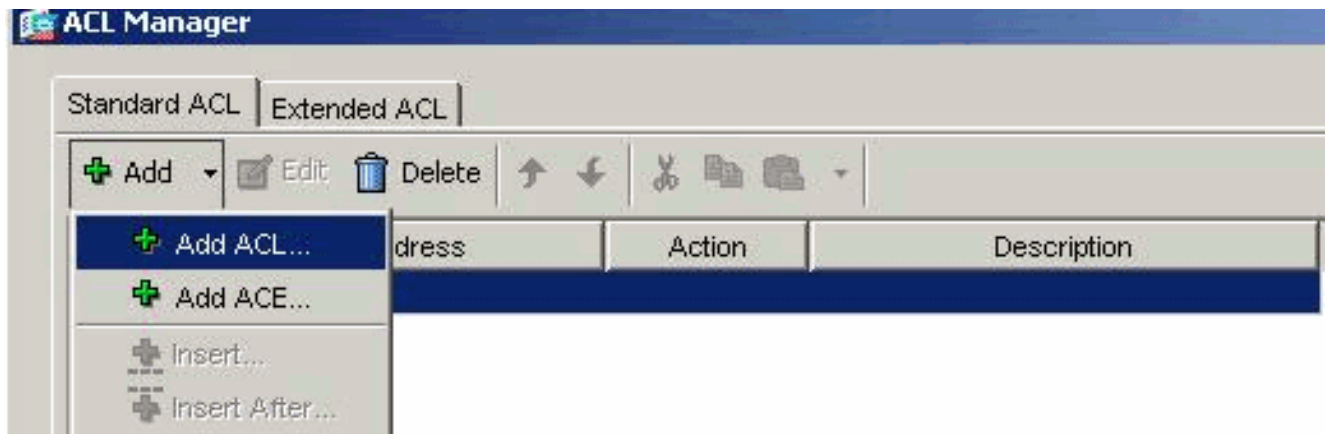 ACL Manager
Standard ACL Extended ACL
Add Edit Delete
Add ACL...
Add ACE...
Insert...
Insert After...
dress Action Description